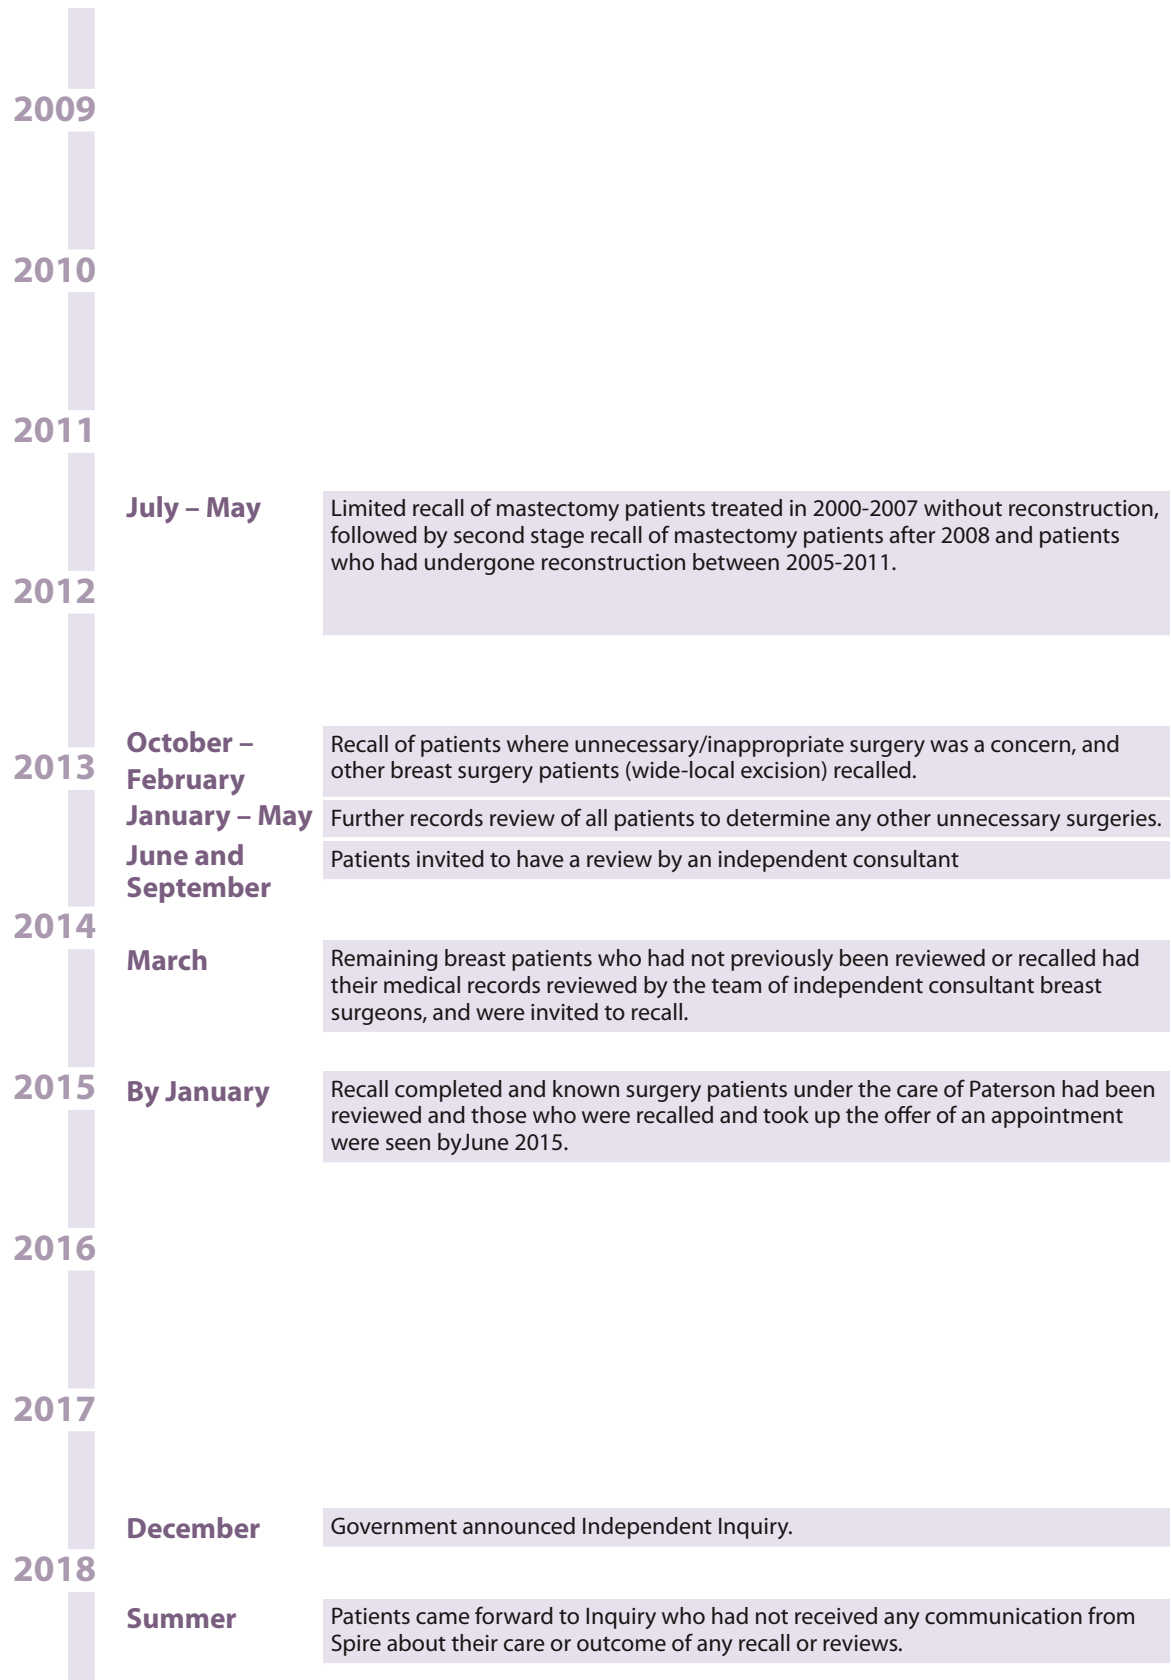 2009
2010
2011
July – May
Limited recall of mastectomy patients treated in 2000-2007 without reconstruction,
followed by second stage recall of mastectomy patients after 2008 and patients
who had undergone reconstruction between 2005-2011.
2012
October –
February
Recall of patients where unnecessary/inappropriate surgery was a concern, and
other breast surgery patients (wide-local excision) recalled.
2013
January – May
Further records review of all patients to determine any other unnecessary surgeries.
June and
September
Patients invited to have a review by an independent consultant
2014
March
Remaining breast patients who had not previously been reviewed or recalled had
their medical records reviewed by the team of independent consultant breast
surgeons, and were invited to recall.
2015
By January
Recall completed and known surgery patients under the care of Paterson had been
reviewed and those who were recalled and took up the offer of an appointment
were seen byJune 2015.
2016
2017
December
Government announced Independent Inquiry.
2018
Summer
Patients came forward to Inquiry who had not received any communication from
Spire about their care or outcome of any recall or reviews.